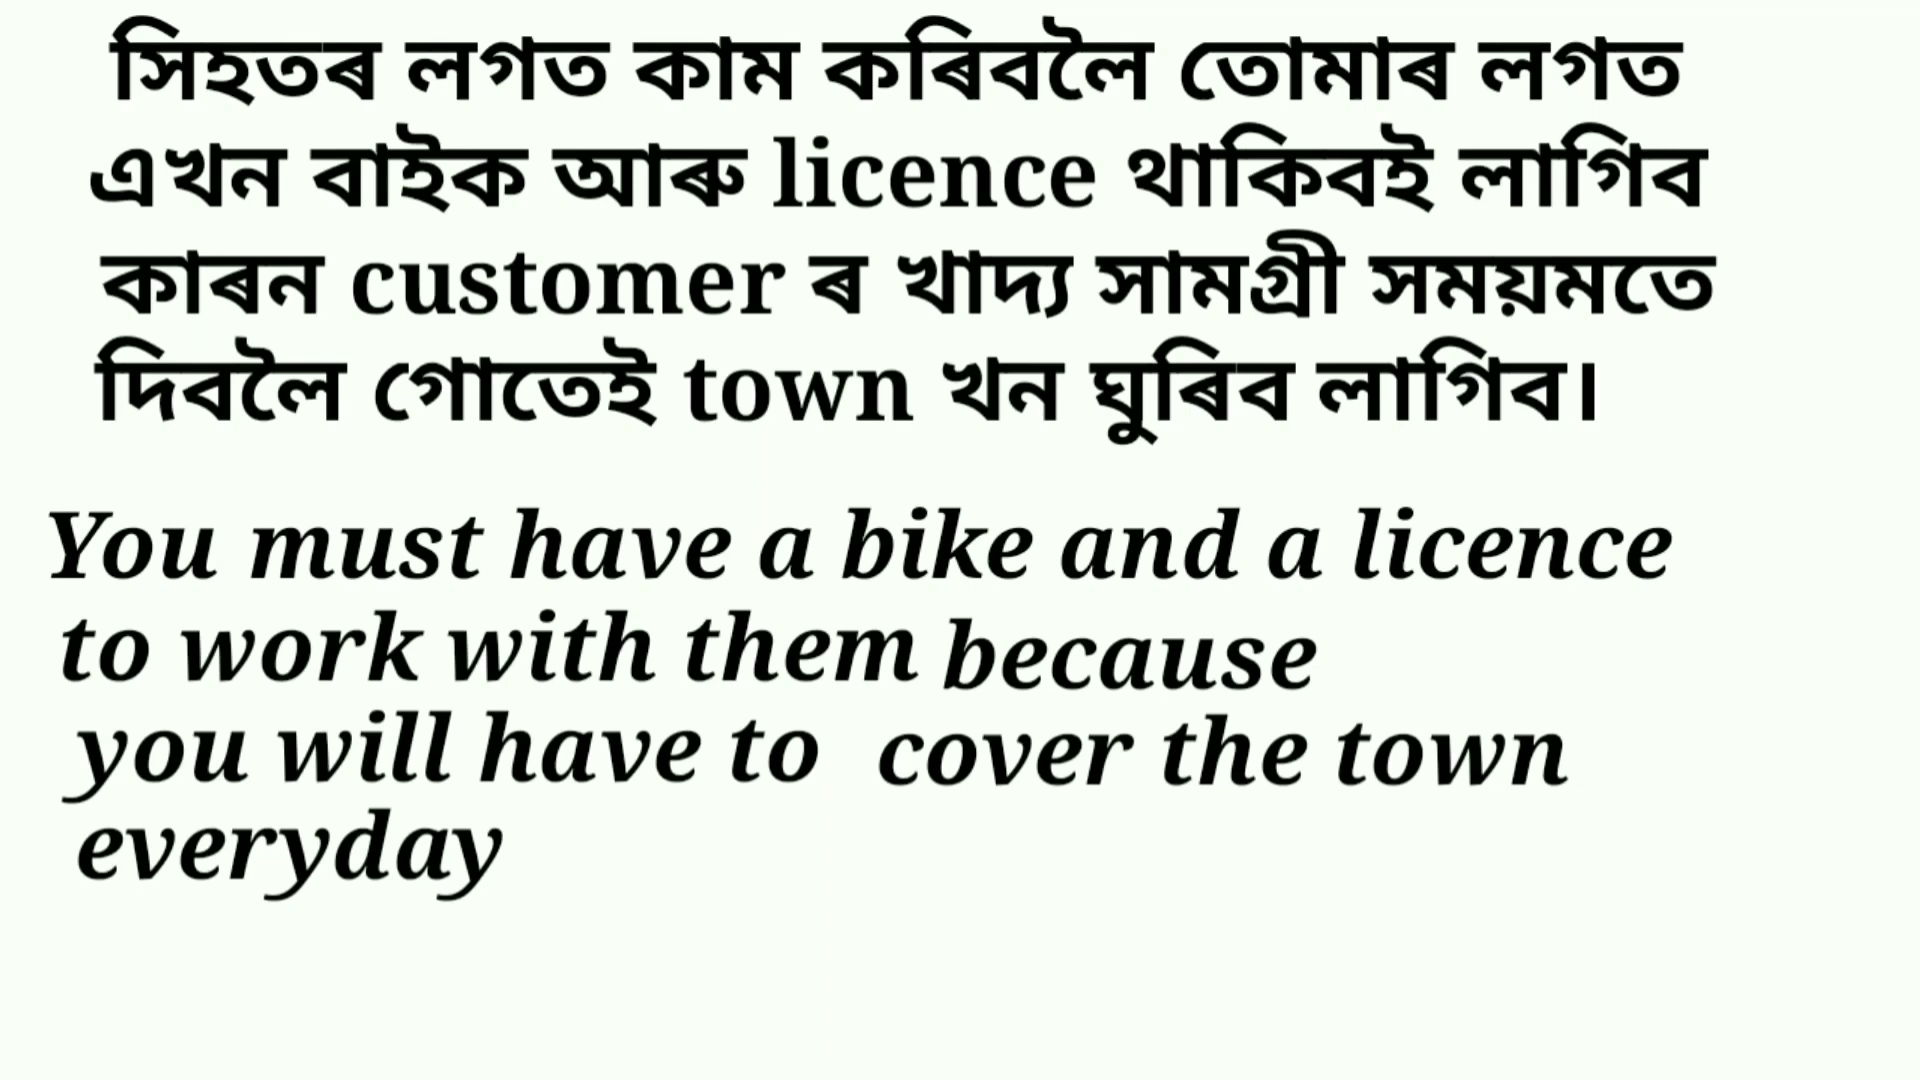 সিহতৰ লগত কাম কৰিবলৈ তোমাৰ লগত
এখন বাইক আৰু licence থাকিবই লাগিব
কাৰন customer ৰ খাদ্য সামগ্ৰী সময়মতে
দিবলৈ গোতেই town খন ঘুৰিব লাগিব।
You must have a bike and a licence
to work with them because
you will have to cover the town
everyday